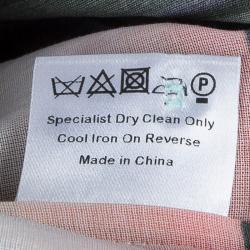 P
Specialist Dry Clean Only
Cool Iron On Reverse
Made in China